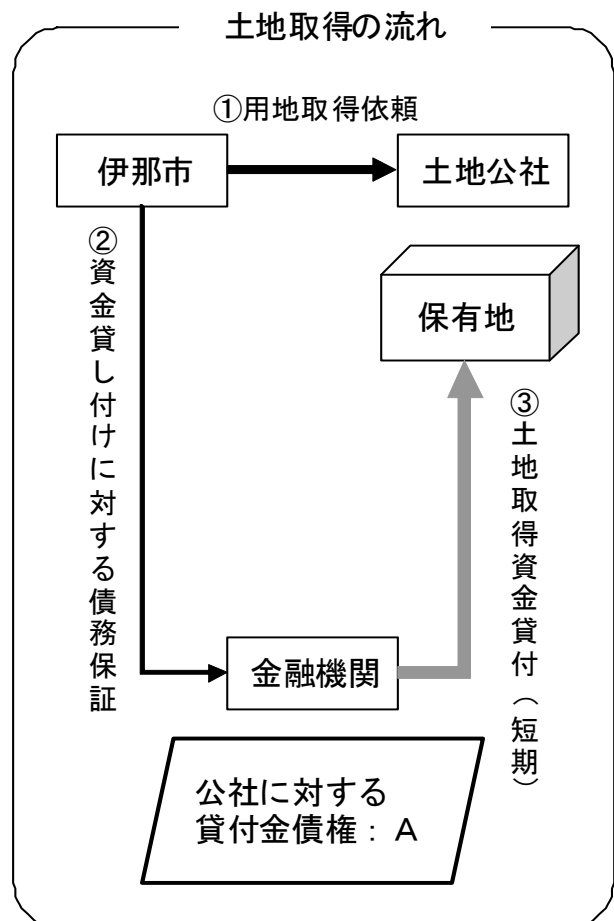 土地取得の流れ
①用地取得依頼
伊那市
土地公社
②資金貸し付けに対する債務保証
保有地
③土地取得資金貸付（短期）
金融機関
公社に対する
貸付金債権：Ａ